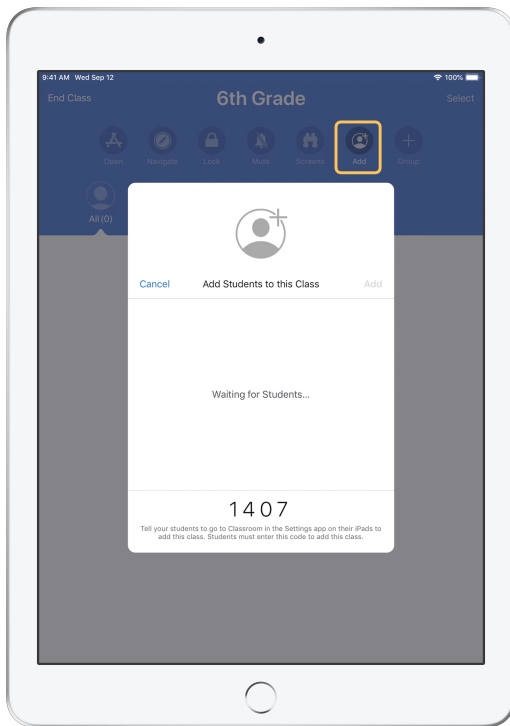 9:41 AM Wed Sep 12
100%
End Class
6th Grade
Select
Open
Navigate
Lock
Mute
Screens
Add
Group
All (0)
Cancel
Add Students to this Class
Add
Waiting for Students...
1407
Tell your students to go to Classroom in the Settings app on their iPads to
add this class. Students must enter this code to add this class.